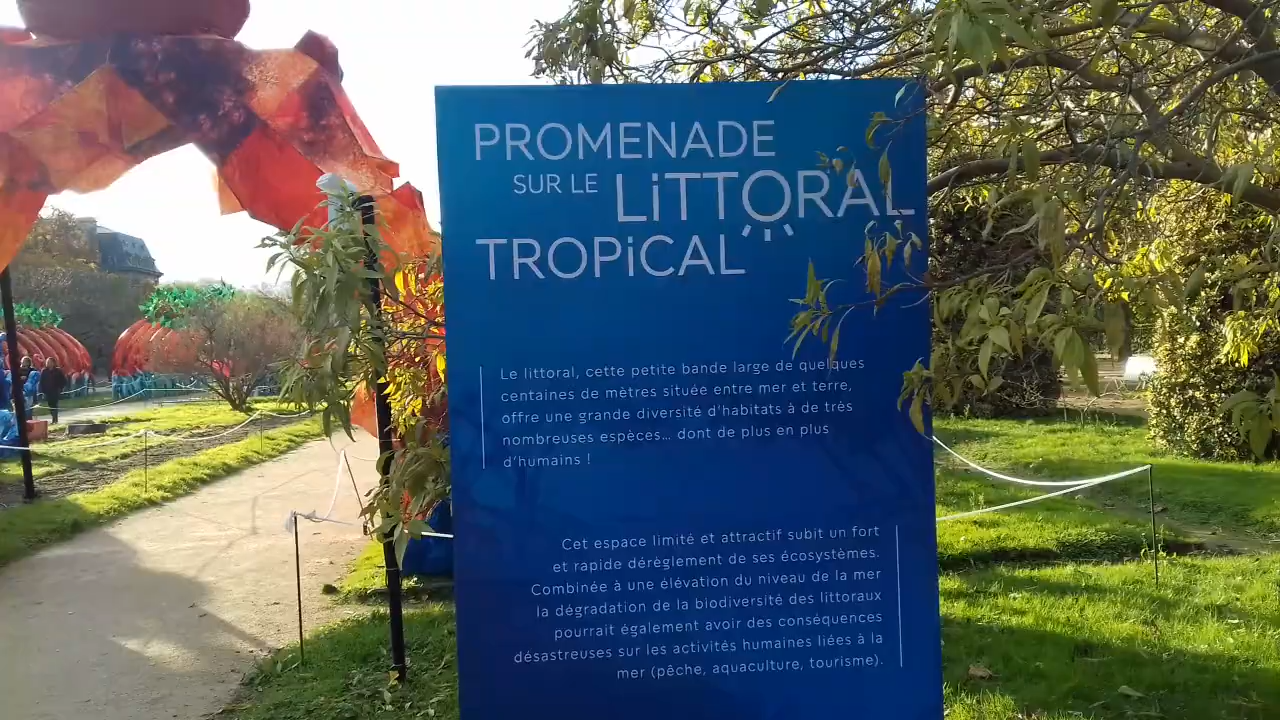 PROMENADE
SUR LE LiTTORAL
TROPiCAL
Le littoral, cette petite bande large de quelques
centaines de mètres située entre mer et terre,
offre une grande diversité d'habitats à de très
nombreuses espèces... dont de plus en plus
d'humains !
Cet espace limité et attractif subit un fort
et rapide dérèglement de ses écosystèmes.
Combinée à une élévation du niveau de la mer
la dégradation de la biodiversité des littoraux
pourrait également avoir des conséquences
désastreuses sur les activités humaines liées à la
mer (pêche, aquaculture, tourisme).